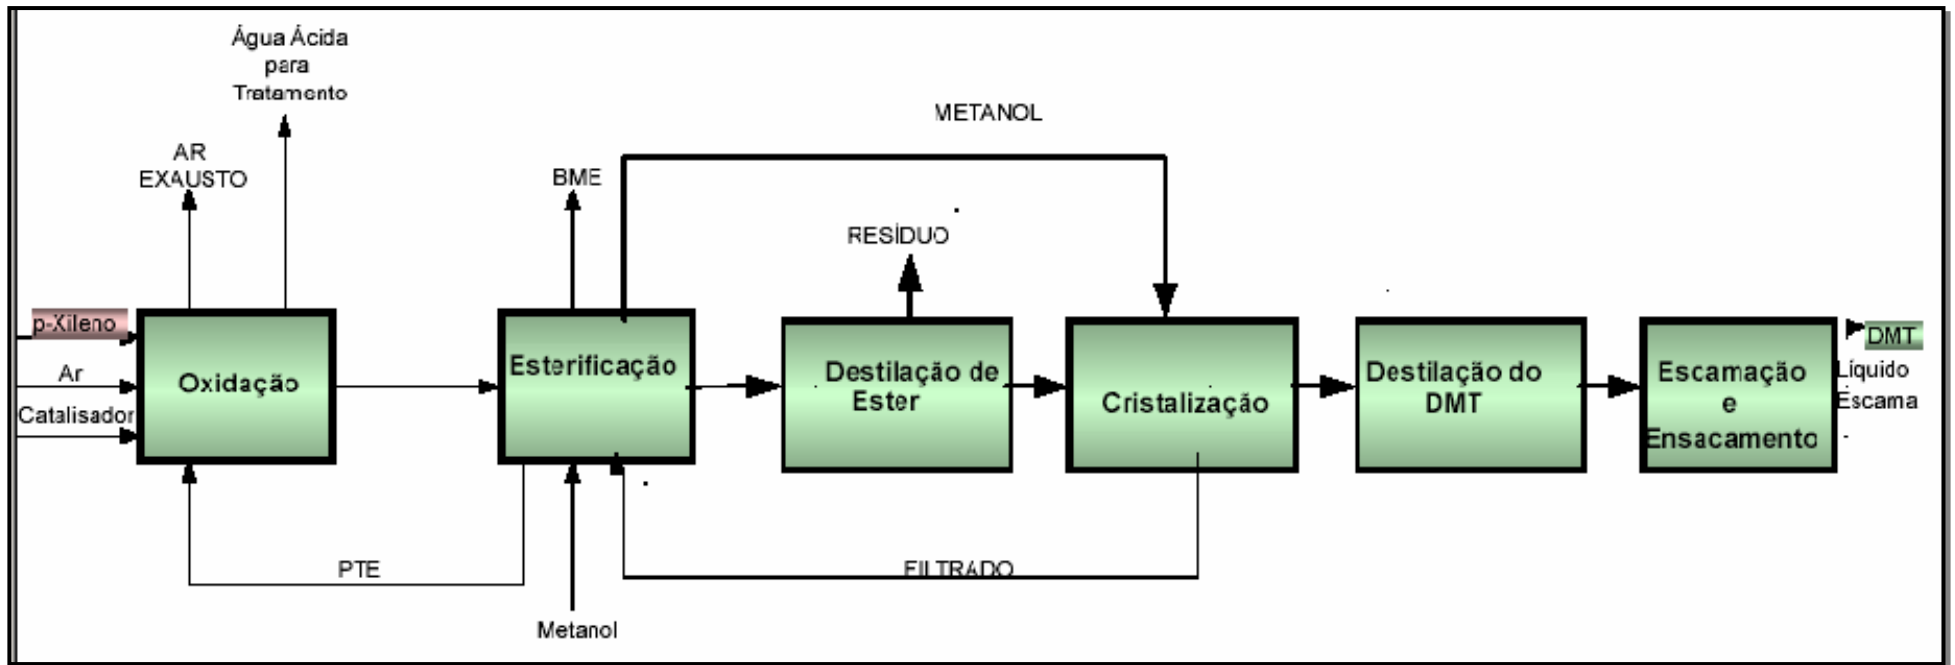 Água Ácida
para
Tratamento
METANOL
AR
EXAUSTO
BME
RESÍDUO
p-Xileno
Ar
Catalisador
Oxidação
Esterificação
Destilação de
Ester
Cristalização
Destilação do
DMT
Escamação
e
Ensacamento
DMT
Líquido
Escama
PTE
FILTRADO
Metanol